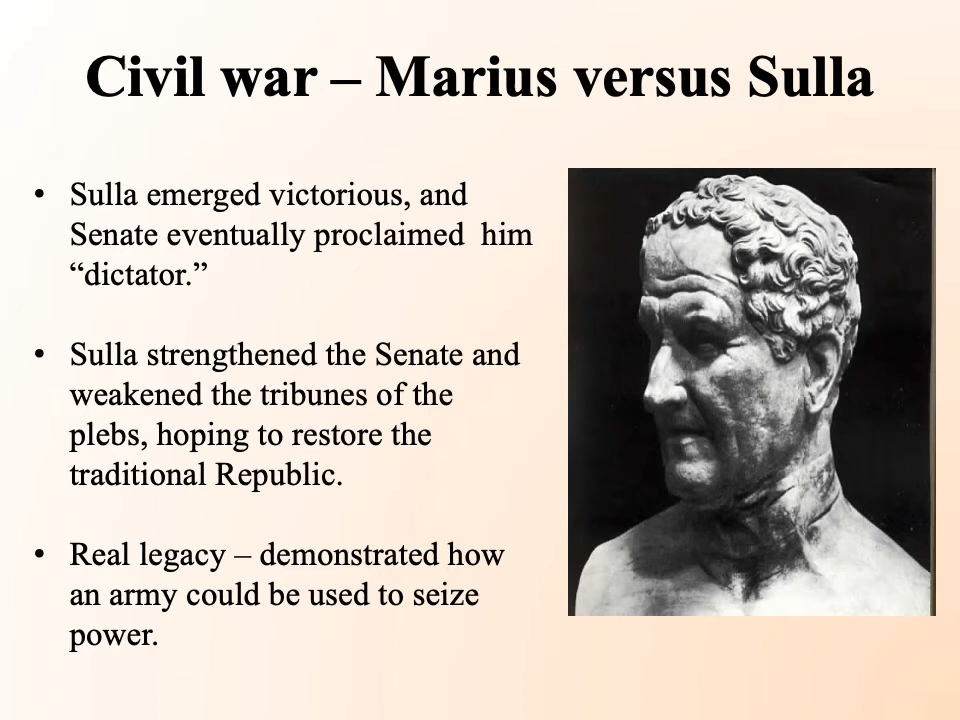 Civil war – Marius versus Sulla
• Sulla emerged victorious, and
Senate eventually proclaimed  him
“dictator.”
• Sulla strengthened the Senate and
weakened the tribunes of the
plebs, hoping to restore the
traditional Republic.
• Real legacy – demonstrated how
an army could be used to seize
power.